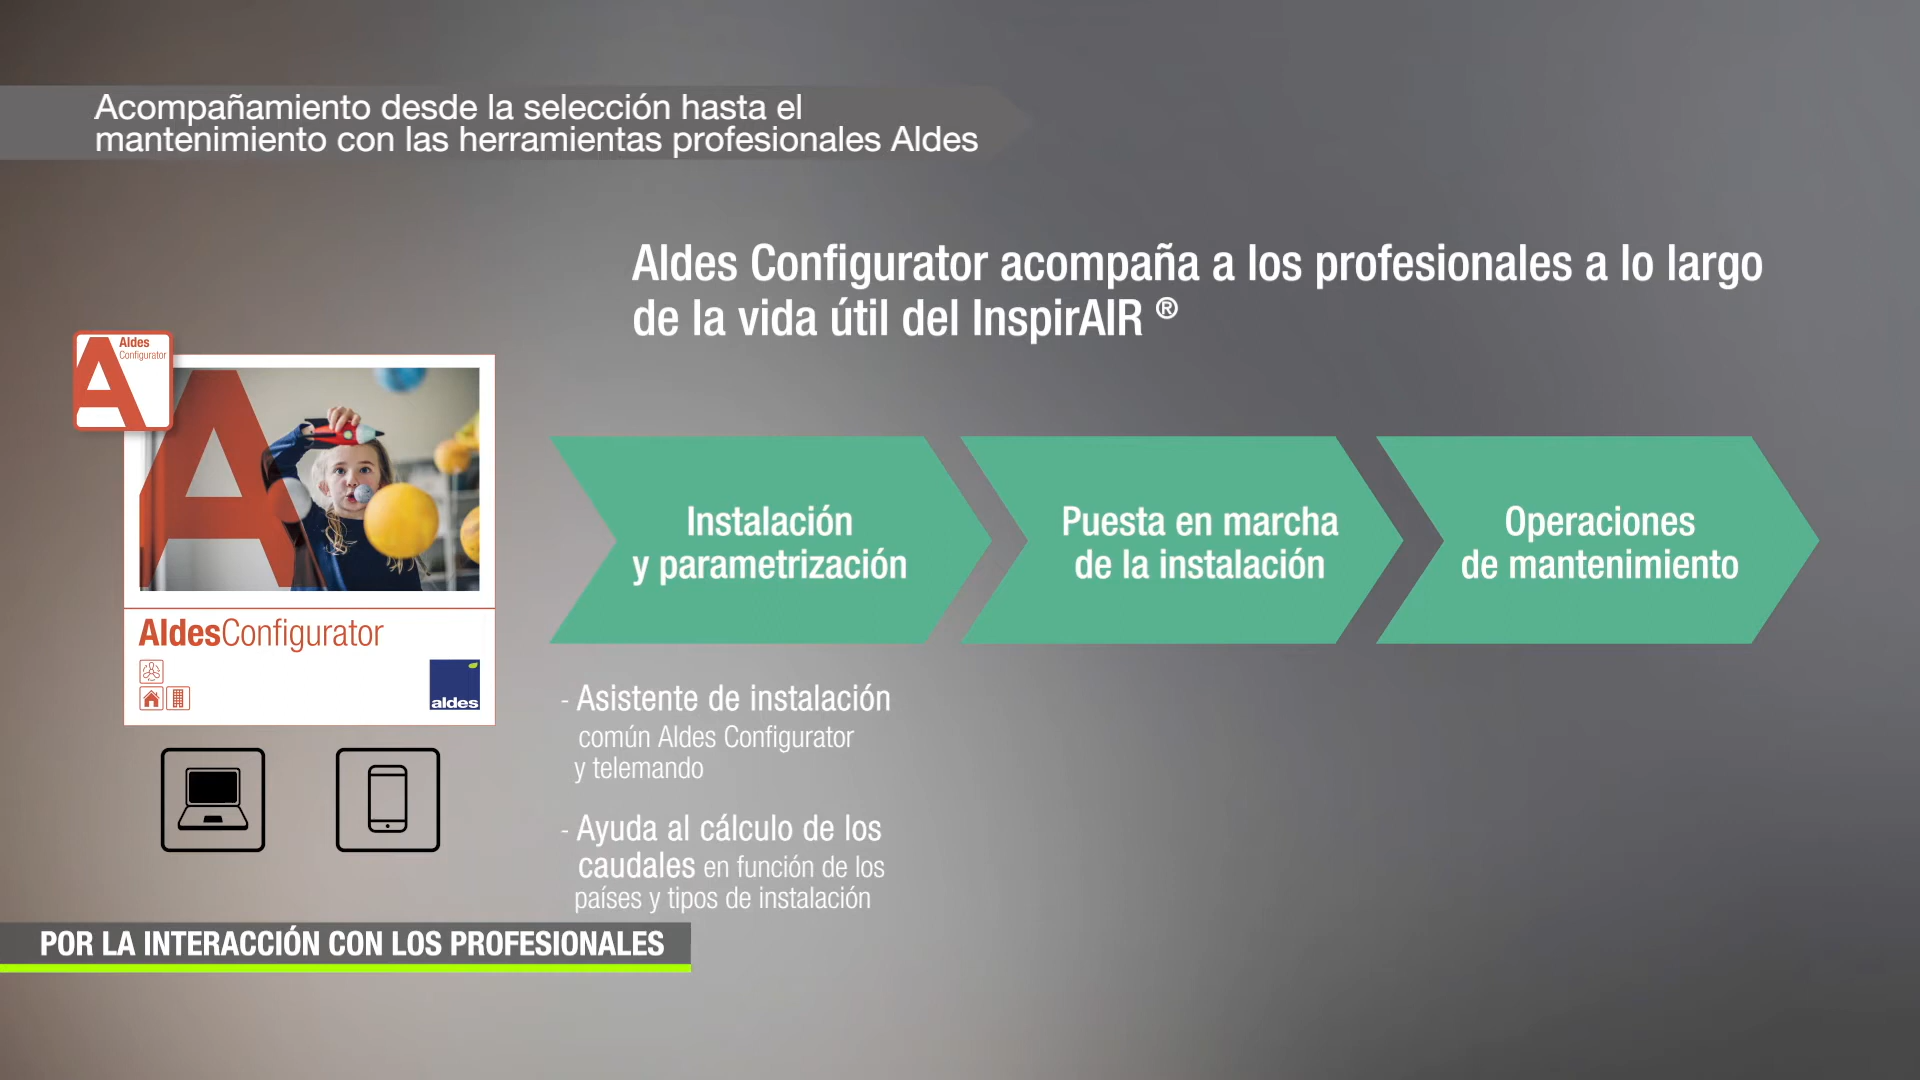 Acompañamiento desde la selección hasta el
mantenimiento con las herramientas profesionales Aldes
Aldes Configurator acompaña a los profesionales a lo largo
de la vida útil del InspirAIR ®
Aldes
Configurator
A
A
AldesConfigurator
aldes
Instalación
y parametrización
Puesta en marcha
de la instalación
Operaciones
de mantenimiento
- Asistente de instalación
común Aldes Configurator
y telemando
- Ayuda al cálculo de los
caudales en función de los
países y tipos de instalación
POR LA INTERACCIÓN CON LOS PROFESIONALES